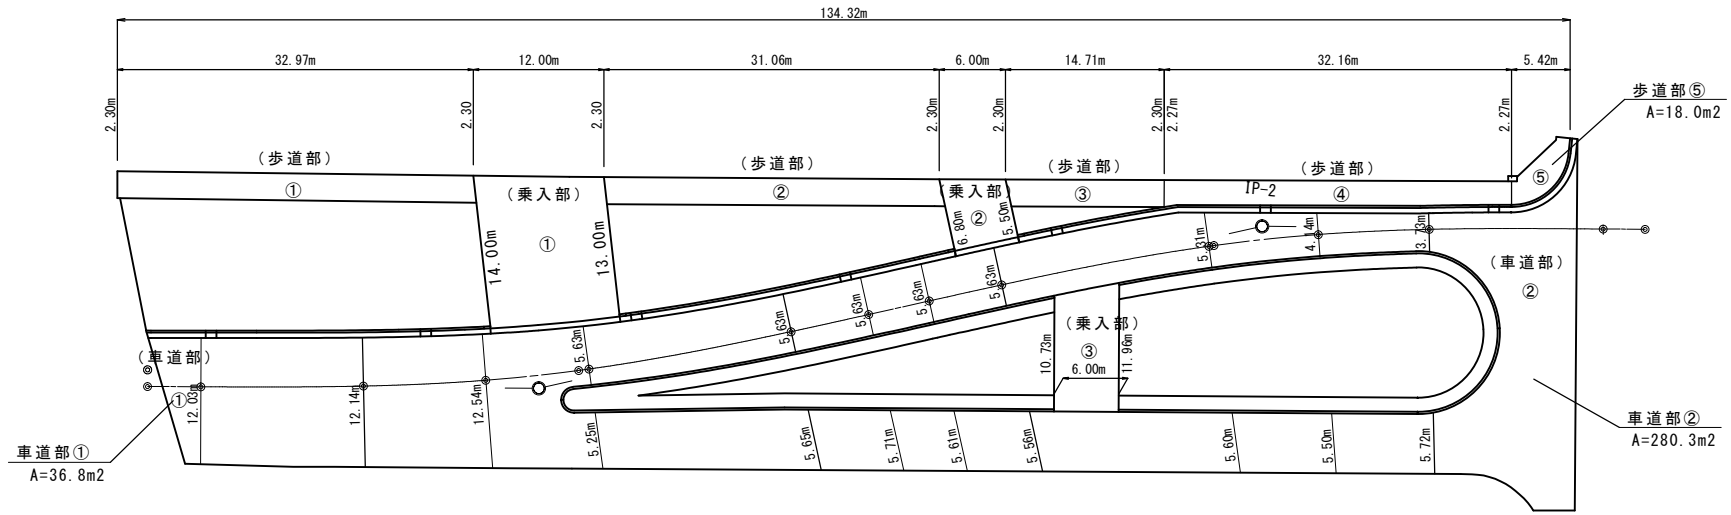 134.32m
32.97m
12.00m
31.06m
6.00m
14.71m
32.16m
5.42m
2.30m
2.30
2.30
2.30m
2.30m
2.30m
2.27m
2.27m
歩道部⑤
A=18.0m2
(歩道部)
①
(乗入部)
①
(歩道部)
②
(乗入部)
②
(歩道部)
③
(歩道部)
④
IP-2
⑤
14.00m
13.00m
6.80m
5.50m
5.63m
5.63m
5.63m
5.63m
5.63m
5.31m
4.14m
3.73m
(車道部)
②
(車道部)
①
12.03m
12.14m
12.54m
(乗入部)
③
10.73m
6.00m
11.96m
5.25m
5.65m
5.71m
5.61m
5.56m
5.60m
5.50m
5.72m
車道部①
A=36.8m2
車道部②
A=280.3m2